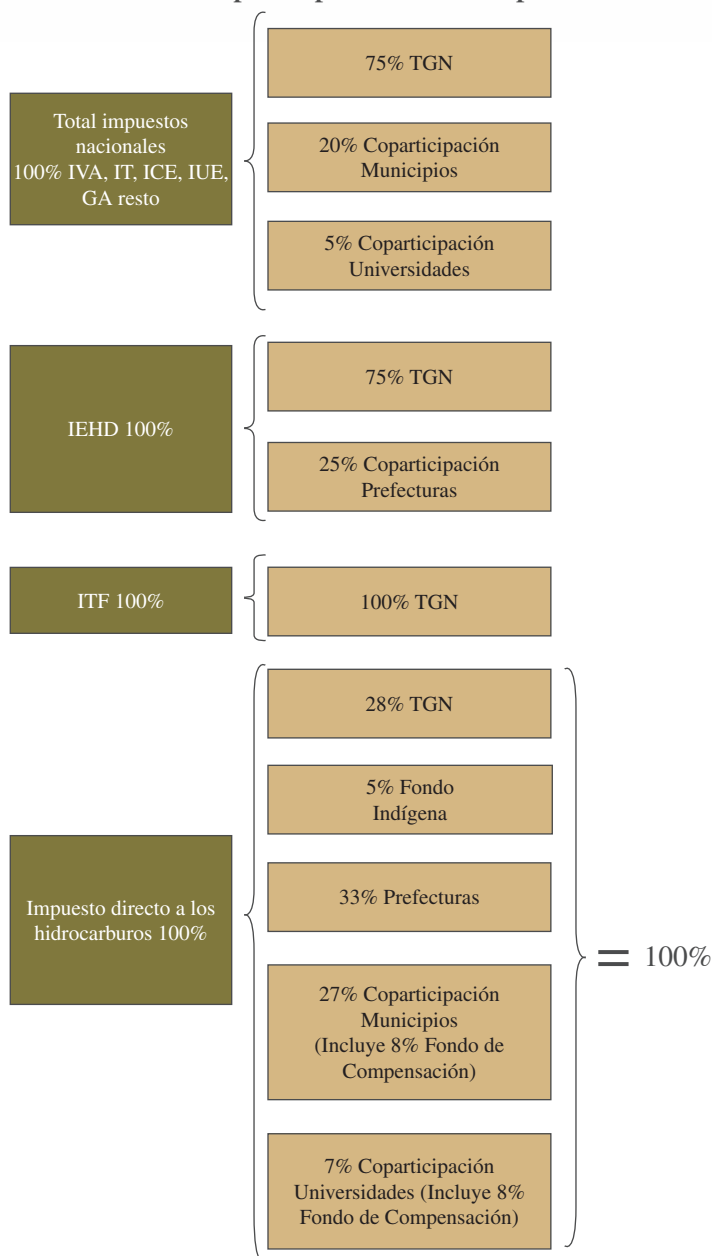 Total impuestos
nacionales
100% IVA, IT, ICE, IUE,
GA resto
75% TGN
20% Coparticipación
Municipios
5% Coparticipación
Universidades
IEHD 100%
75% TGN
25% Coparticipación
Prefecturas
ITF 100%
100% TGN
Impuesto directo a los
hidrocarburos 100%
28% TGN
5% Fondo
Indígena
33% Prefecturas
27% Coparticipación
Municipios
(Incluye 8% Fondo de
Compensación)
7% Coparticipación
Universidades (Incluye 8%
Fondo de Compensación)
= 100%